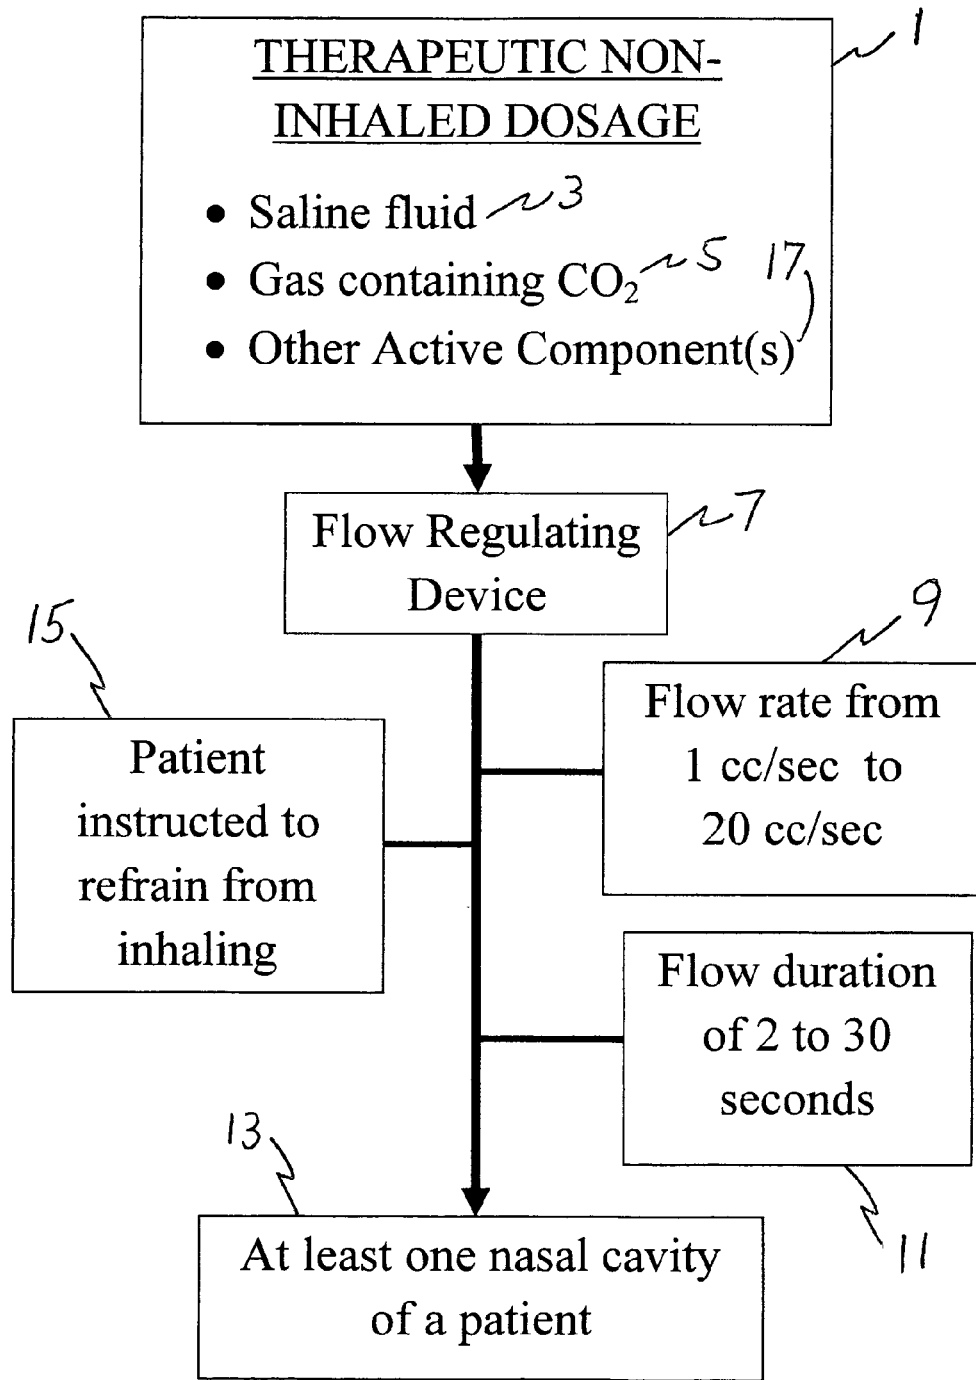 THERAPEUTIC NON-
INHALED DOSAGE
1
• Saline fluid 3
• Gas containing CO₂ 5
17
• Other Active Component(s)
Flow Regulating
Device
7
15
Patient
instructed to
refrain from
inhaling
9
Flow rate from
1 cc/sec to
20 cc/sec
Flow duration
of 2 to 30
seconds
11
13
At least one nasal cavity
of a patient